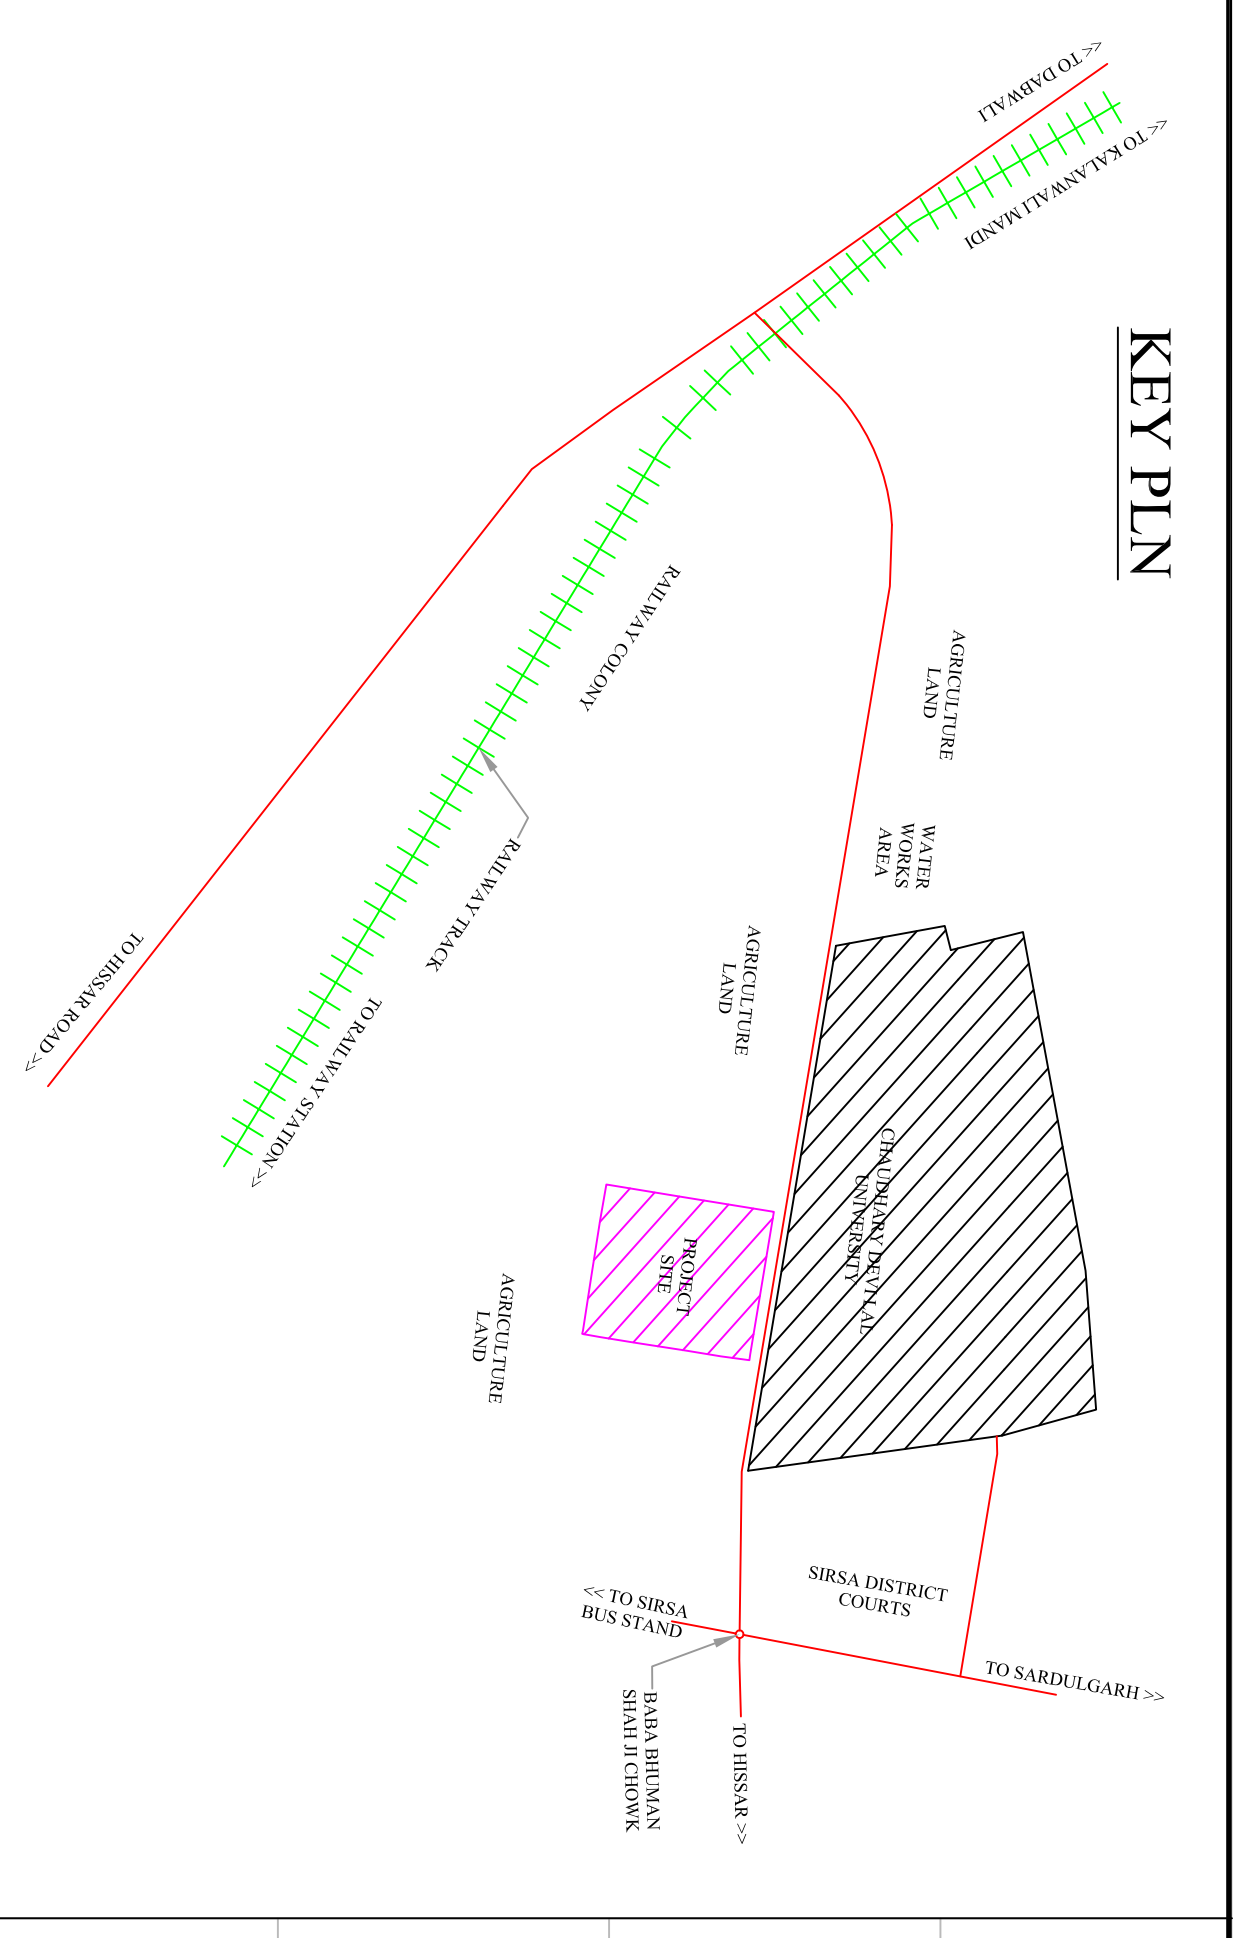 KEY PLN
<< TO DABWALI
<< TO KALANWALI MANDI
RAILWAY COLONY
AGRICULTURE
LAND
WATER
WORKS
AREA
RAILWAY TRACK
AGRICULTURE
LAND
TO HISSAR ROAD >>
TO RAILWAY STATION >>
CHAUDHARY DEVI LAL
UNIVERSITY
PROJECT
SITE
AGRICULTURE
LAND
SIRSA DISTRICT
COURTS
<< TO SIRSA
BUS STAND
TO SARDULGARH >>
BABA BHUMAN
SHAH JI CHOWK
TO HISSAR >>